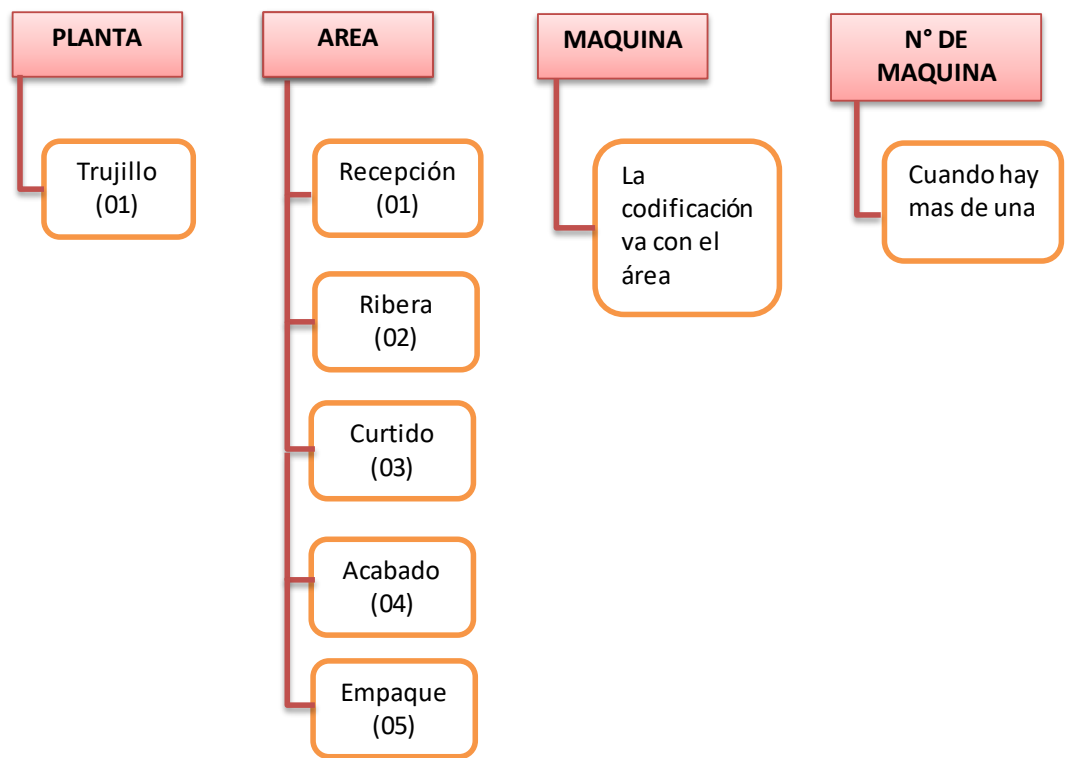 PLANTA
Trujillo
(01)
AREA
Recepción
(01)
Ribera
(02)
Curtido
(03)
Acabado
(04)
Empaque
(05)
MAQUINA
La
codificación
va con el
área
N° DE
MAQUINA
Cuando hay
mas de una